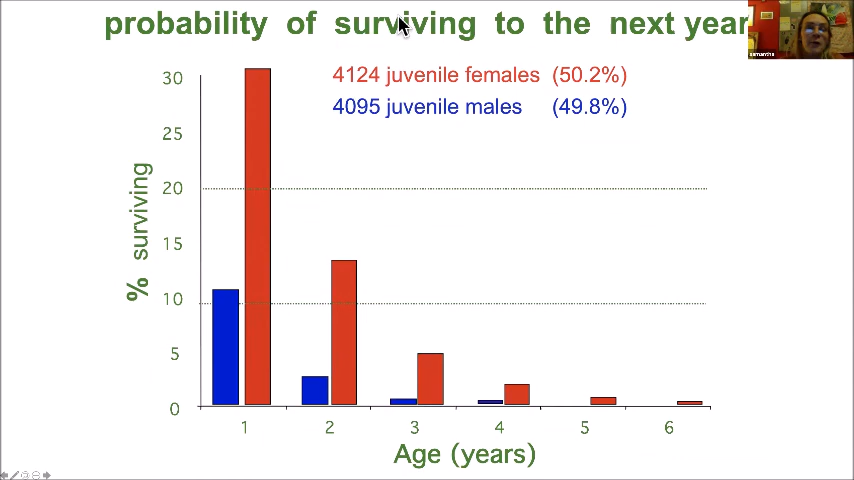 probability of surviving to the next year
samantha
4124 juvenile females (50.2%)
4095 juvenile males (49.8%)
% surviving
30
25
20
15
10
5
0
1 2 3 4 5 6
Age (years)